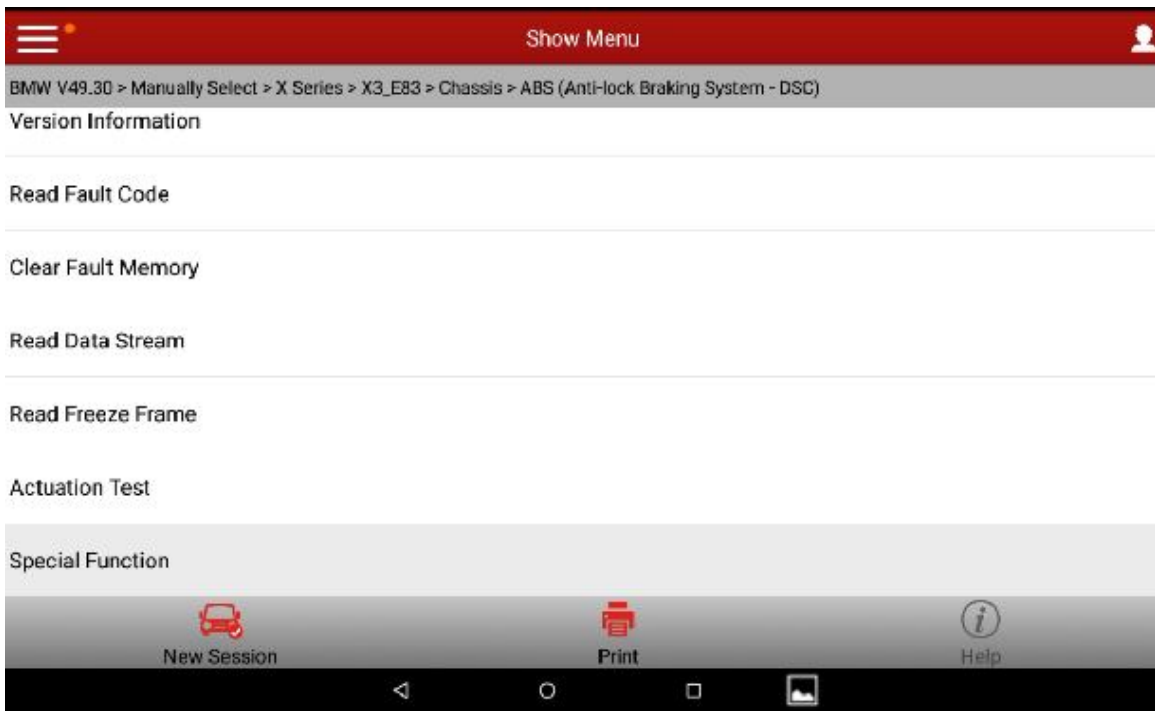 Show Menu
BMW V49.30 > Manually Select > X Series > X3_E83 > Chassis > ABS (Anti-lock Braking System - DSC)
Version Information
Read Fault Code
Clear Fault Memory
Read Data Stream
Read Freeze Frame
Actuation Test
Special Function
New Session Print Help